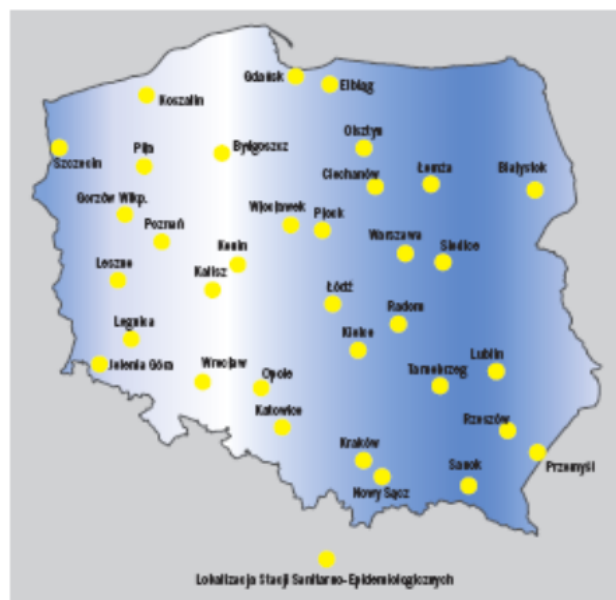 Gdańsk
Elbląg
Koszalin
Olsztyn
Szczecin
Piła
Bydgoszcz
Ciechanów
Łomża
Białystok
Gorzów Wlkp.
Włocławek
Płock
Poznań
Warszawa
Siedlce
Konin
Leszno
Kalisz
Łódź
Radom
Legnica
Kielce
Lublin
Jelenia Góra
Wrocław
Opole
Tarnobrzeg
Katowice
Rzeszów
Kraków
Sanok
Przemyśl
Nowy Sącz
Lokalizacja Stacji Sanitarno-Epidemiologicznych